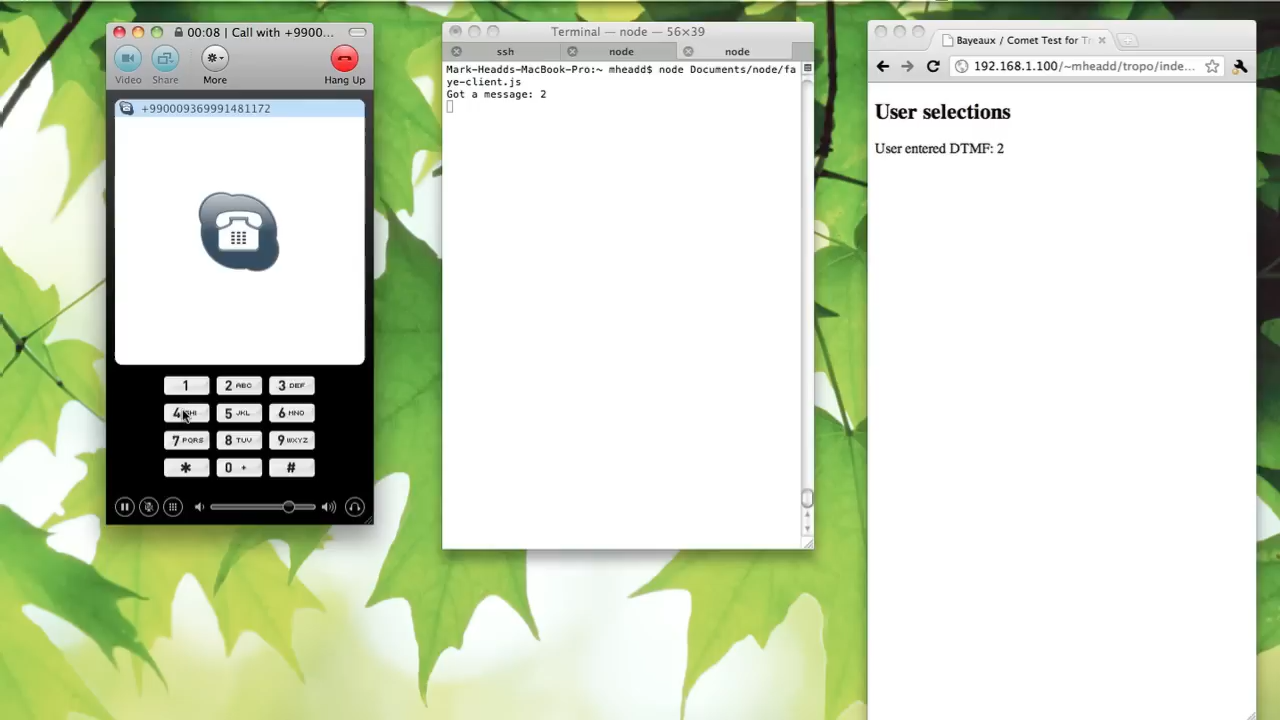 00:08 | Call with +9900...
Video
Share
More
Hang Up
+990009369991481172
1
2 ABC
3 DEF
4
5 JKL
6 MNO
7 PQRS
8 TUV
9 WXYZ
*
0 +
#
Terminal — node — 56×39
ssh
node
node
Mark-Headds-MacBook-Pro:~ mheadd$ node Documents/node/fa
ye-client.js
Got a message: 2
Bayeaux / Comet Test for Tr
192.168.1.100/~mheadd/tropo/inde...
User selections
User entered DTMF: 2